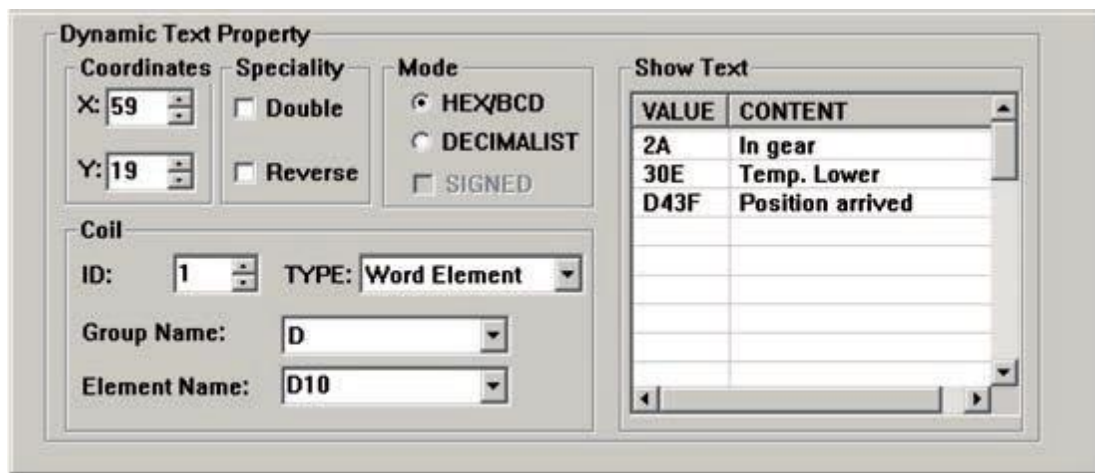 Dynamic Text Property
Coordinates
X: 59
Y: 19
Speciality
Double
Reverse
Mode
HEX/BCD
DECIMALIST
SIGNED
Coil
ID: 1 TYPE: Word Element
Group Name: D
Element Name: D10
Show Text
VALUE CONTENT
2A In gear
30E Temp. Lower
D43F Position arrived